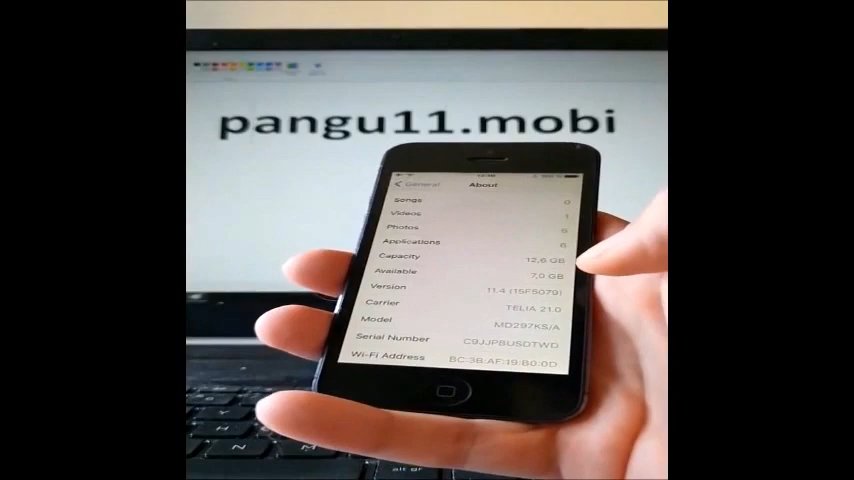 pangu11.mobi
General About
Songs 0
Videos 1
Photos 6
Applications 6
Capacity 12,6 GB
Available 7,0 GB
Version 11.4 (15F5079)
Carrier TELIA 21.0
Model MD297KS/A
Serial Number C9JJPBUSDTWD
Wi-Fi Address BC:3B:AF:19:B0:0D
Y
H
N
M
alt gr